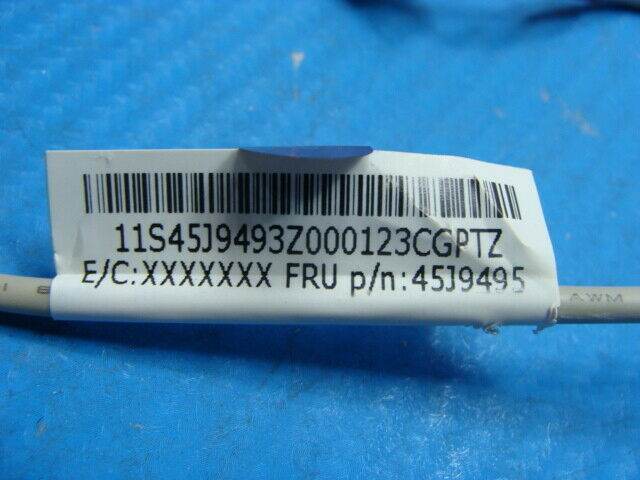 11S45J9493Z000123CGPTZ
E/C:XXXXXXX FRU p/n:45J9495
AWM